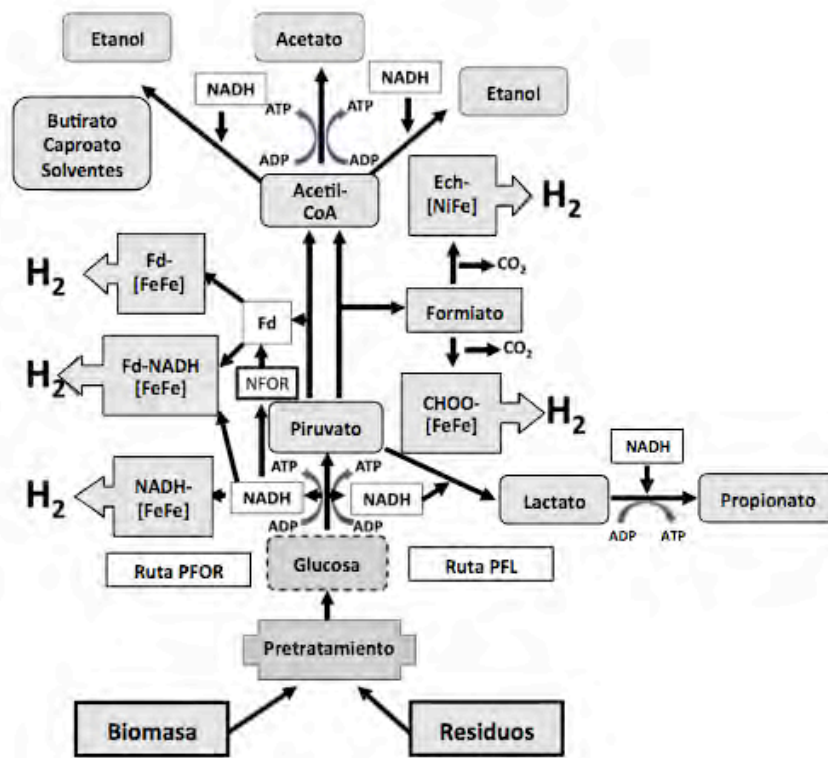 Etanol
Acetato
NADH
NADH
Etanol
ATP
ATP
Butirato
Caproato
Solventes
ADP
ADP
Acetil-
CoA
Ech-
[NiFe]
H2
CO2
H2
Fd-
[FeFe]
Fd
Formiato
CO2
H2
Fd-NADH
[FeFe]
NFOR
CHOO-
[FeFe]
H2
Piruvato
NADH
ATP
ATP
H2
NADH-
[FeFe]
NADH
NADH
Lactato
Propionato
ADP
ADP
ADP
ATP
Ruta PFOR
Glucosa
Ruta PFL
Pretratamiento
Biomasa
Residuos